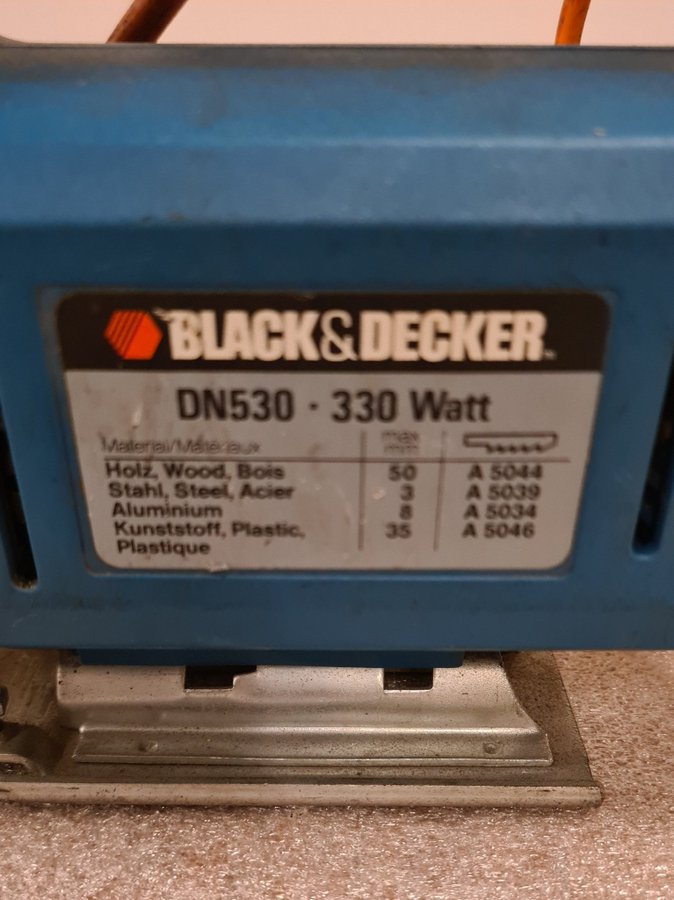 BLACK&DECKER
DN530 · 330 Watt
Material/Matériaux max mm
Holz, Wood, Bois 50 A 5044
Stahl, Steel, Acier 3 A 5039
Aluminium 8 A 5034
Kunststoff, Plastic, 35 A 5046
Plastique